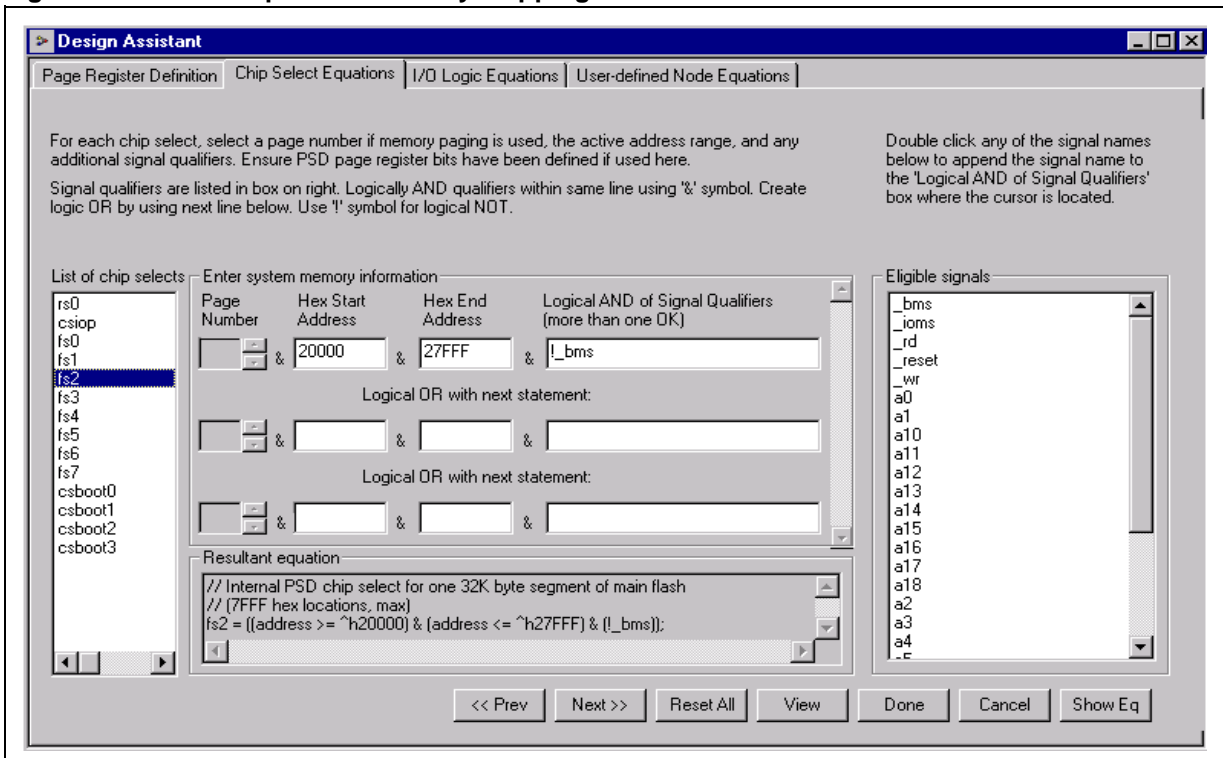 Design Assistant
Page Register Definition Chip Select Equations I/O Logic Equations User-defined Node Equations
For each chip select, select a page number if memory paging is used, the active address range, and any
additional signal qualifiers. Ensure PSD page register bits have been defined if used here.
Signal qualifiers are listed in box on right. Logically AND qualifiers within same line using '&' symbol. Create
logic OR by using next line below. Use '!' symbol for logical NOT.
Double click any of the signal names
below to append the signal name to
the 'Logical AND of Signal Qualifiers'
box where the cursor is located.
List of chip selects
rs0
csiop
fs0
fs1
fs2
fs3
fs4
fs5
fs6
fs7
csboot0
csboot1
csboot2
csboot3
Enter system memory information
Page Number
Hex Start Address
Hex End Address
Logical AND of Signal Qualifiers
(more than one OK)
& 20000 & 27FFF & !_bms
Logical OR with next statement:
& & &
Logical OR with next statement:
& & &
Resultant equation
// Internal PSD chip select for one 32K byte segment of main flash
// (7FFF hex locations, max)
fs2 = ((address >= ^h20000) & (address <= ^h27FFF) & (!_bms));
Eligible signals
_bms
_ioms
_rd
_reset
_wr
a0
a1
a10
a11
a12
a13
a14
a15
a16
a17
a18
a2
a3
a4
<< Prev Next >> Reset All View Done Cancel Show Eq